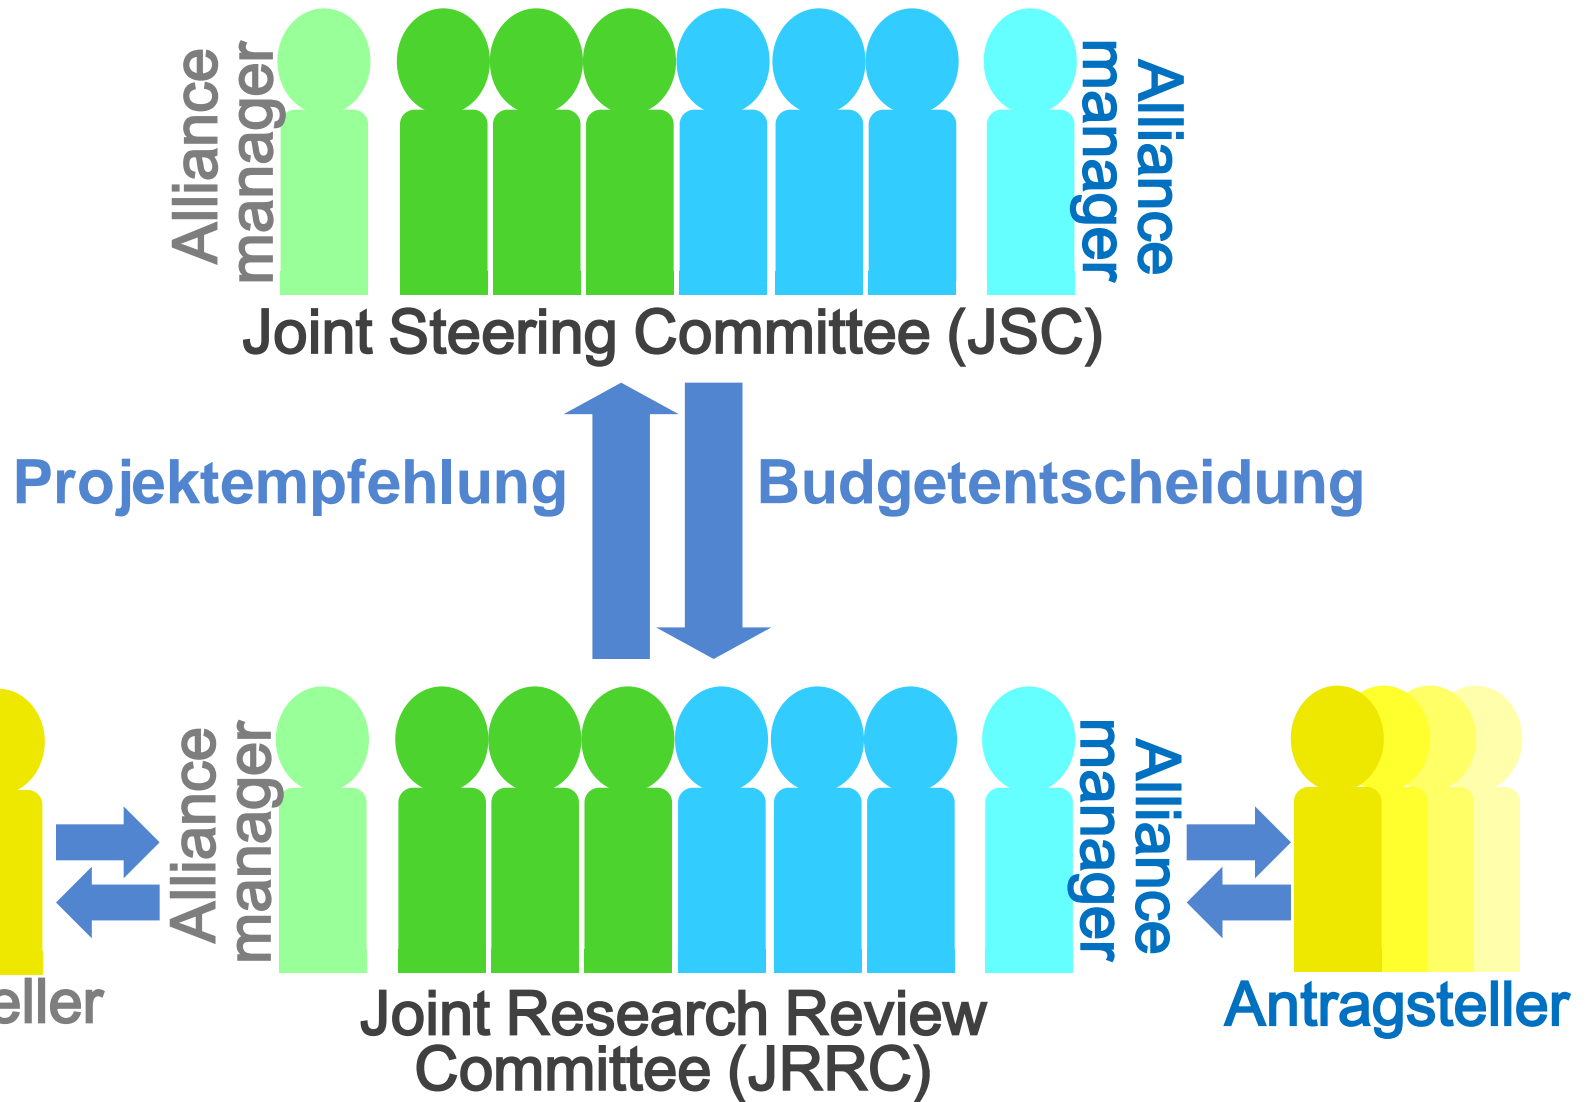 Alliance
manager
Alliance
manager
Joint Steering Committee (JSC)
Projektempfehlung
Budgetentscheidung
Alliance
manager
Alliance
manager
eller
Joint Research Review
Committee (JRRC)
Antragsteller